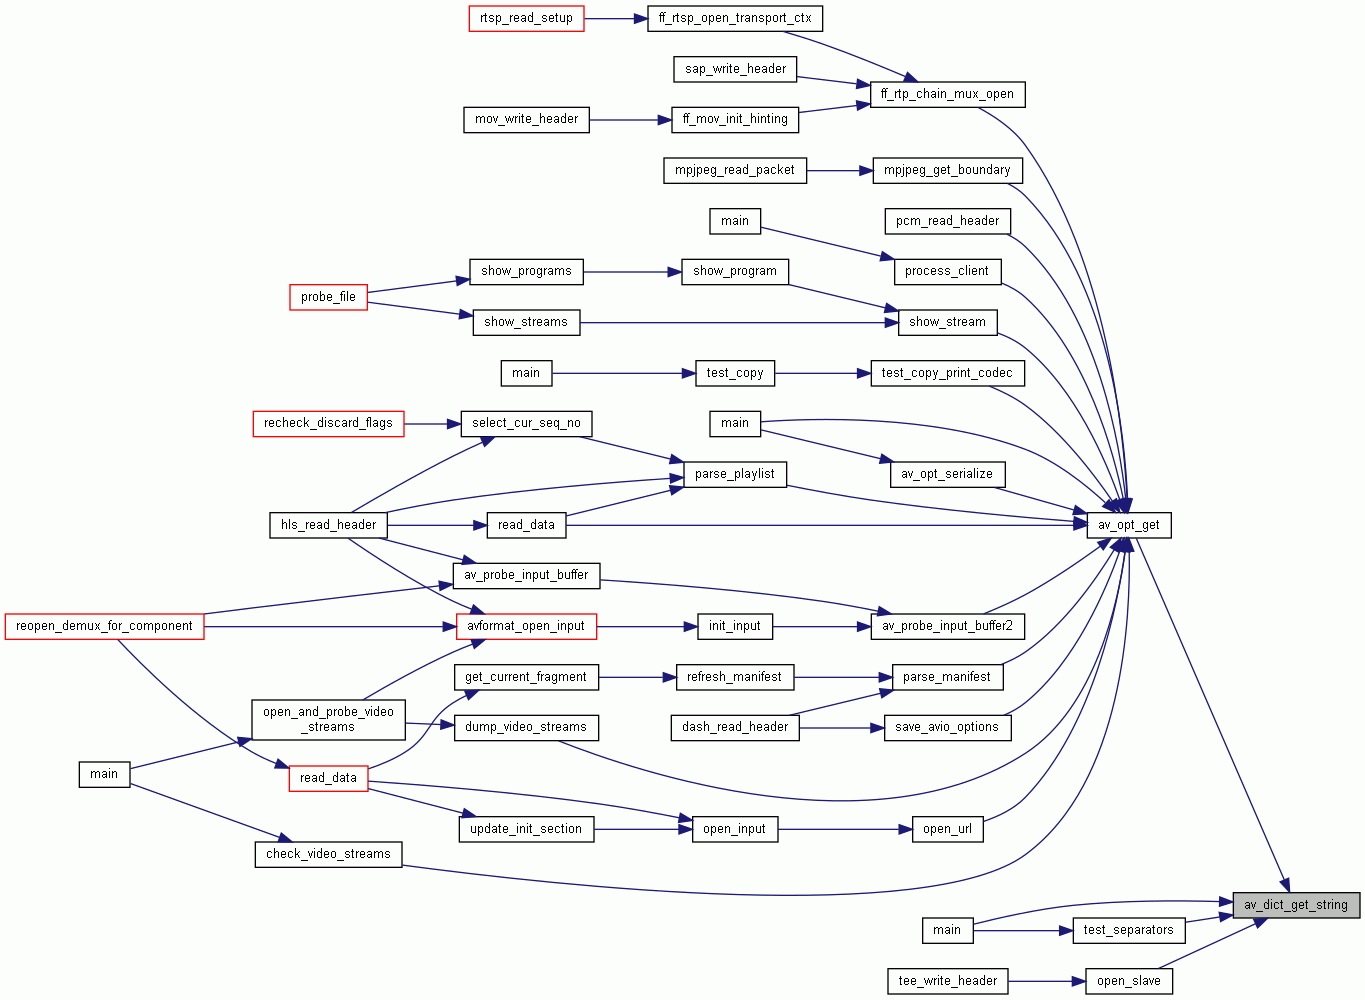 rtsp_read_setup
ff_rtsp_open_transport_ctx
sap_write_header
ff_rtp_chain_mux_open
mov_write_header
ff_mov_init_hinting
mpjpeg_read_packet
mpjpeg_get_boundary
main
pcm_read_header
show_programs
show_program
process_client
probe_file
show_streams
show_stream
main
test_copy
test_copy_print_codec
recheck_discard_flags
select_cur_seq_no
main
parse_playlist
av_opt_serialize
hls_read_header
read_data
av_opt_get
av_probe_input_buffer
reopen_demux_for_component
avformat_open_input
init_input
av_probe_input_buffer2
get_current_fragment
refresh_manifest
parse_manifest
open_and_probe_video
_streams
dump_video_streams
dash_read_header
save_avio_options
main
read_data
update_init_section
open_input
open_url
check_video_streams
av_dict_get_string
main
test_separators
tee_write_header
open_slave